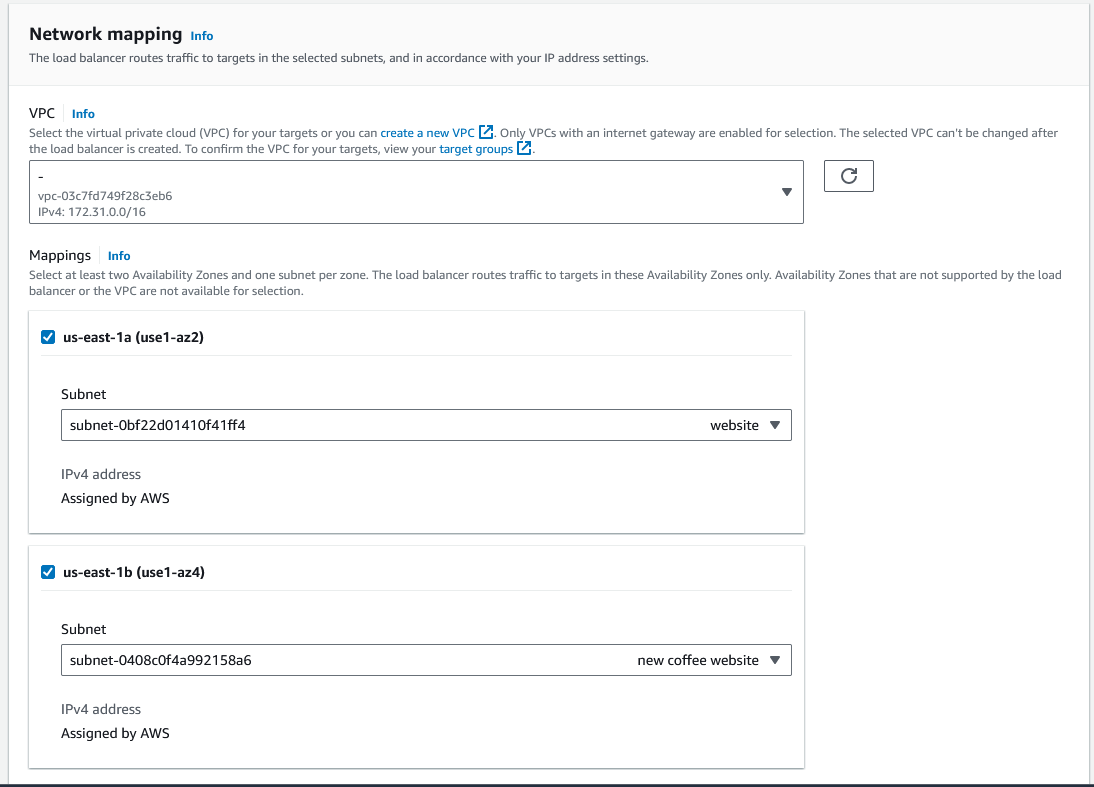 Network mapping Info
The load balancer routes traffic to targets in the selected subnets, and in accordance with your IP address settings.
VPC Info
Select the virtual private cloud (VPC) for your targets or you can create a new VPC. Only VPCs with an internet gateway are enabled for selection. The selected VPC can't be changed after
the load balancer is created. To confirm the VPC for your targets, view your target groups.
-
vpc-03c7fd749f28c3eb6
IPv4: 172.31.0.0/16
Mappings Info
Select at least two Availability Zones and one subnet per zone. The load balancer routes traffic to targets in these Availability Zones only. Availability Zones that are not supported by the load
balancer or the VPC are not available for selection.
us-east-1a (use1-az2)
Subnet
subnet-0bf22d01410f41ff4 website
IPv4 address
Assigned by AWS
us-east-1b (use1-az4)
Subnet
subnet-0408c0f4a992158a6 new coffee website
IPv4 address
Assigned by AWS